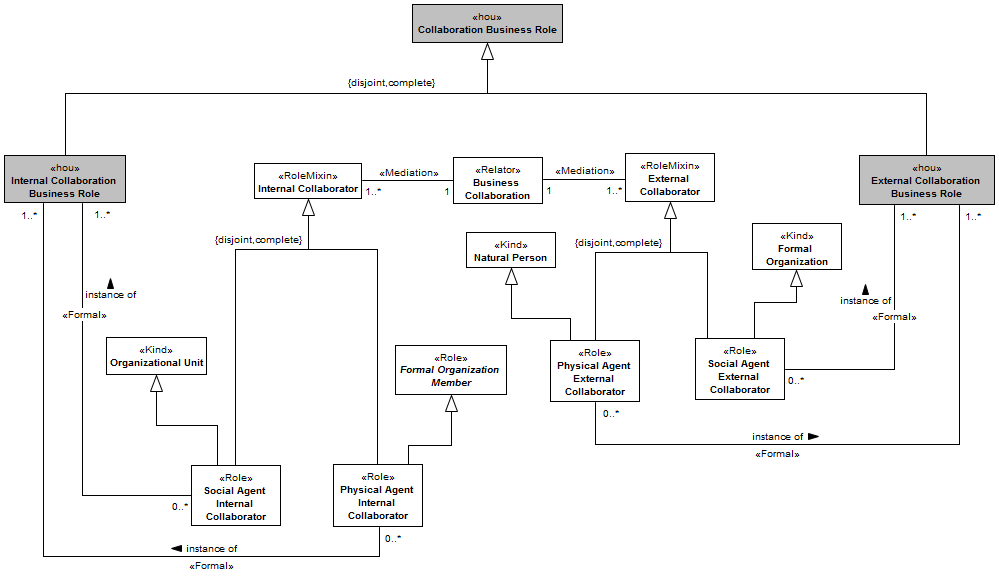 «hou»
Collaboration Business Role
{disjoint,complete}
«hou»
Internal Collaboration
Business Role
1..*
1..*
«RoleMixin»
Internal Collaborator
«Mediation»
1..*
1
«Relator»
Business
Collaboration
«Mediation»
1
1..*
«RoleMixin»
External
Collaborator
«hou»
External Collaboration
Business Role
1..*
1..*
{disjoint,complete}
«Kind»
Natural Person
{disjoint,complete}
«Kind»
Formal
Organization
instance of
«Formal»
instance of
«Formal»
«Kind»
Organizational Unit
«Role»
Formal Organization
Member
«Role»
Physical Agent
External
Collaborator
0..*
«Role»
Social Agent
External
Collaborator
0..*
instance of
«Formal»
«Role»
Social Agent
Internal
Collaborator
0..*
«Role»
Physical Agent
Internal
Collaborator
0..*
instance of
«Formal»